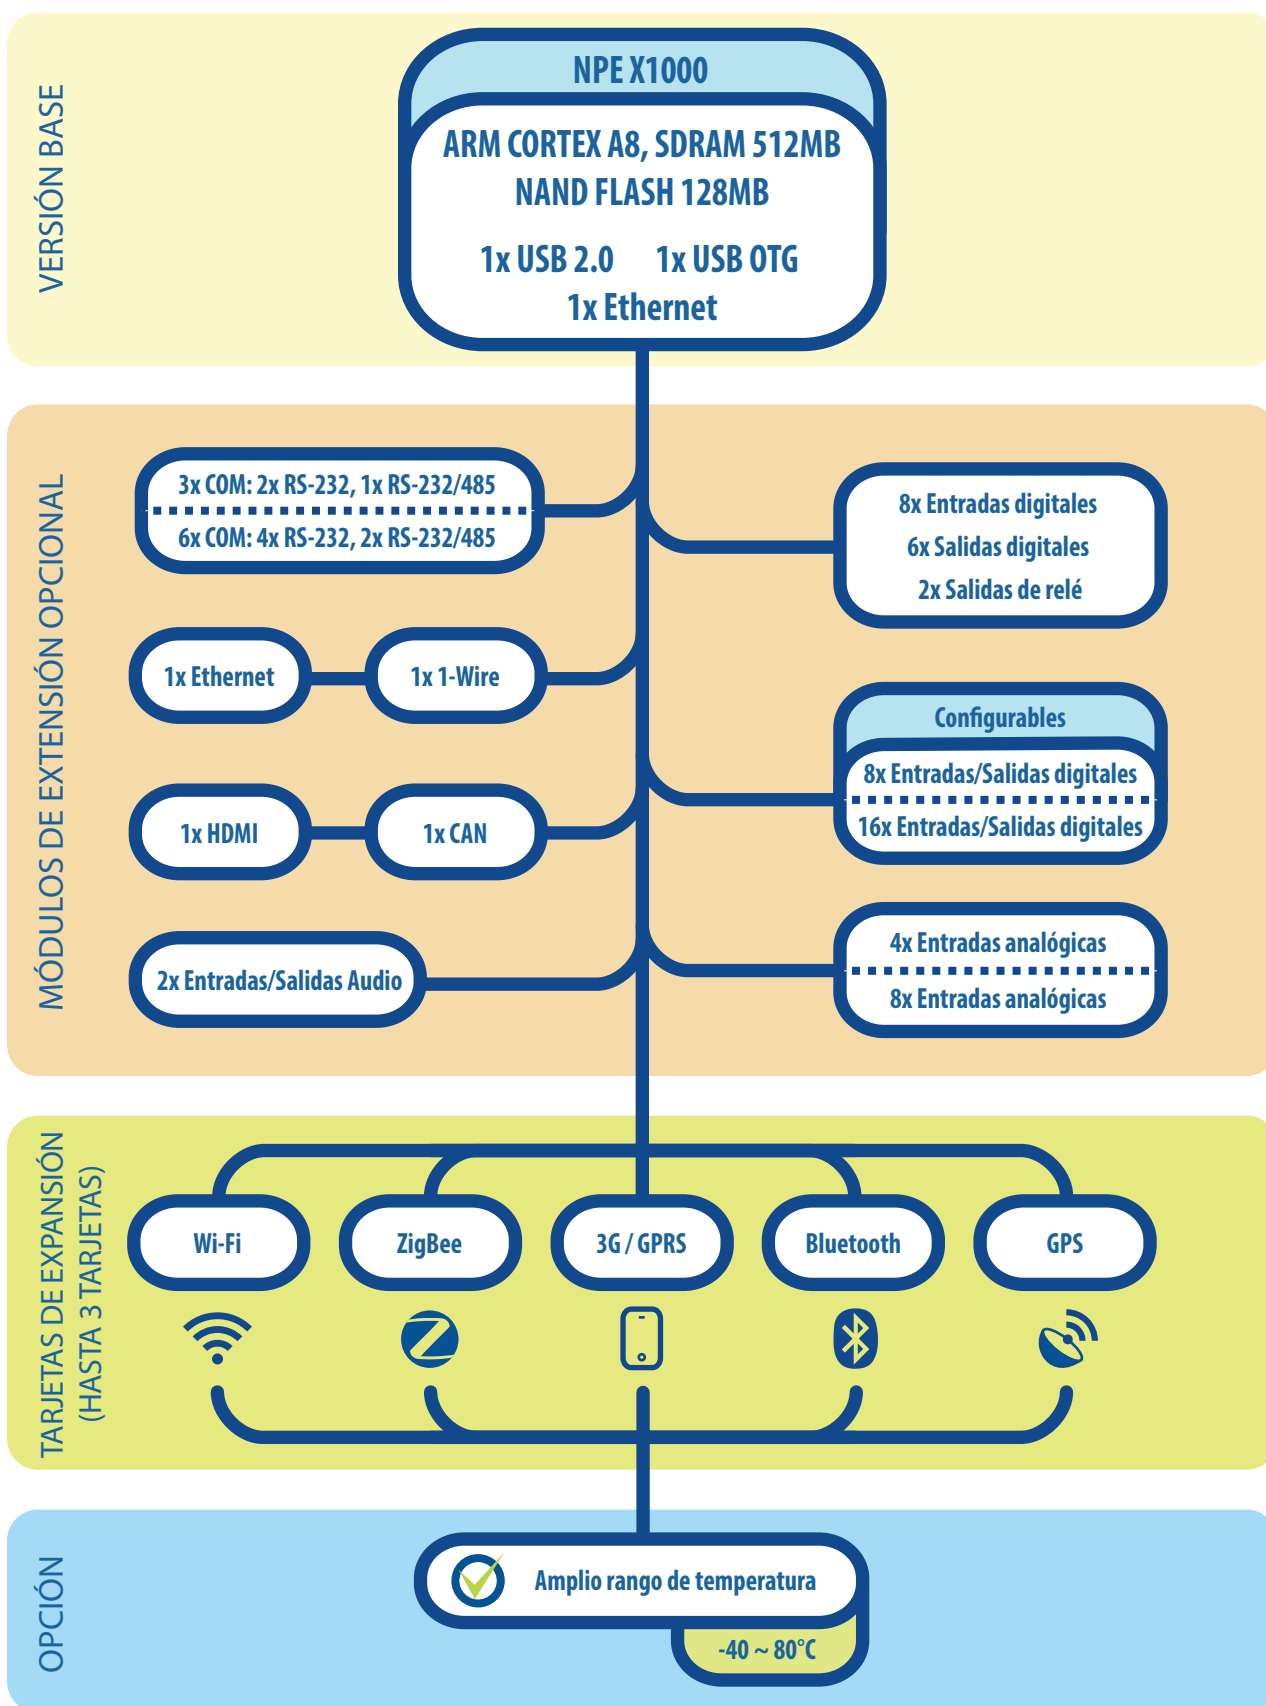 VERSIÓN BASE
NPE X1000
ARM CORTEX A8, SDRAM 512MB
NAND FLASH 128MB
1x USB 2.0 1x USB OTG
1x Ethernet
MÓDULOS DE EXTENSIÓN OPCIONAL
3x COM: 2x RS-232, 1x RS-232/485
6x COM: 4x RS-232, 2x RS-232/485
8x Entradas digitales
6x Salidas digitales
2x Salidas de relé
1x Ethernet
1x 1-Wire
Configurables
8x Entradas/Salidas digitales
16x Entradas/Salidas digitales
1x HDMI
1x CAN
4x Entradas analógicas
8x Entradas analógicas
2x Entradas/Salidas Audio
TARJETAS DE EXPANSIÓN
(HASTA 3 TARJETAS)
Wi-Fi
ZigBee
3G / GPRS
Bluetooth
GPS
OPCIÓN
Amplio rango de temperatura
-40 ~ 80°C